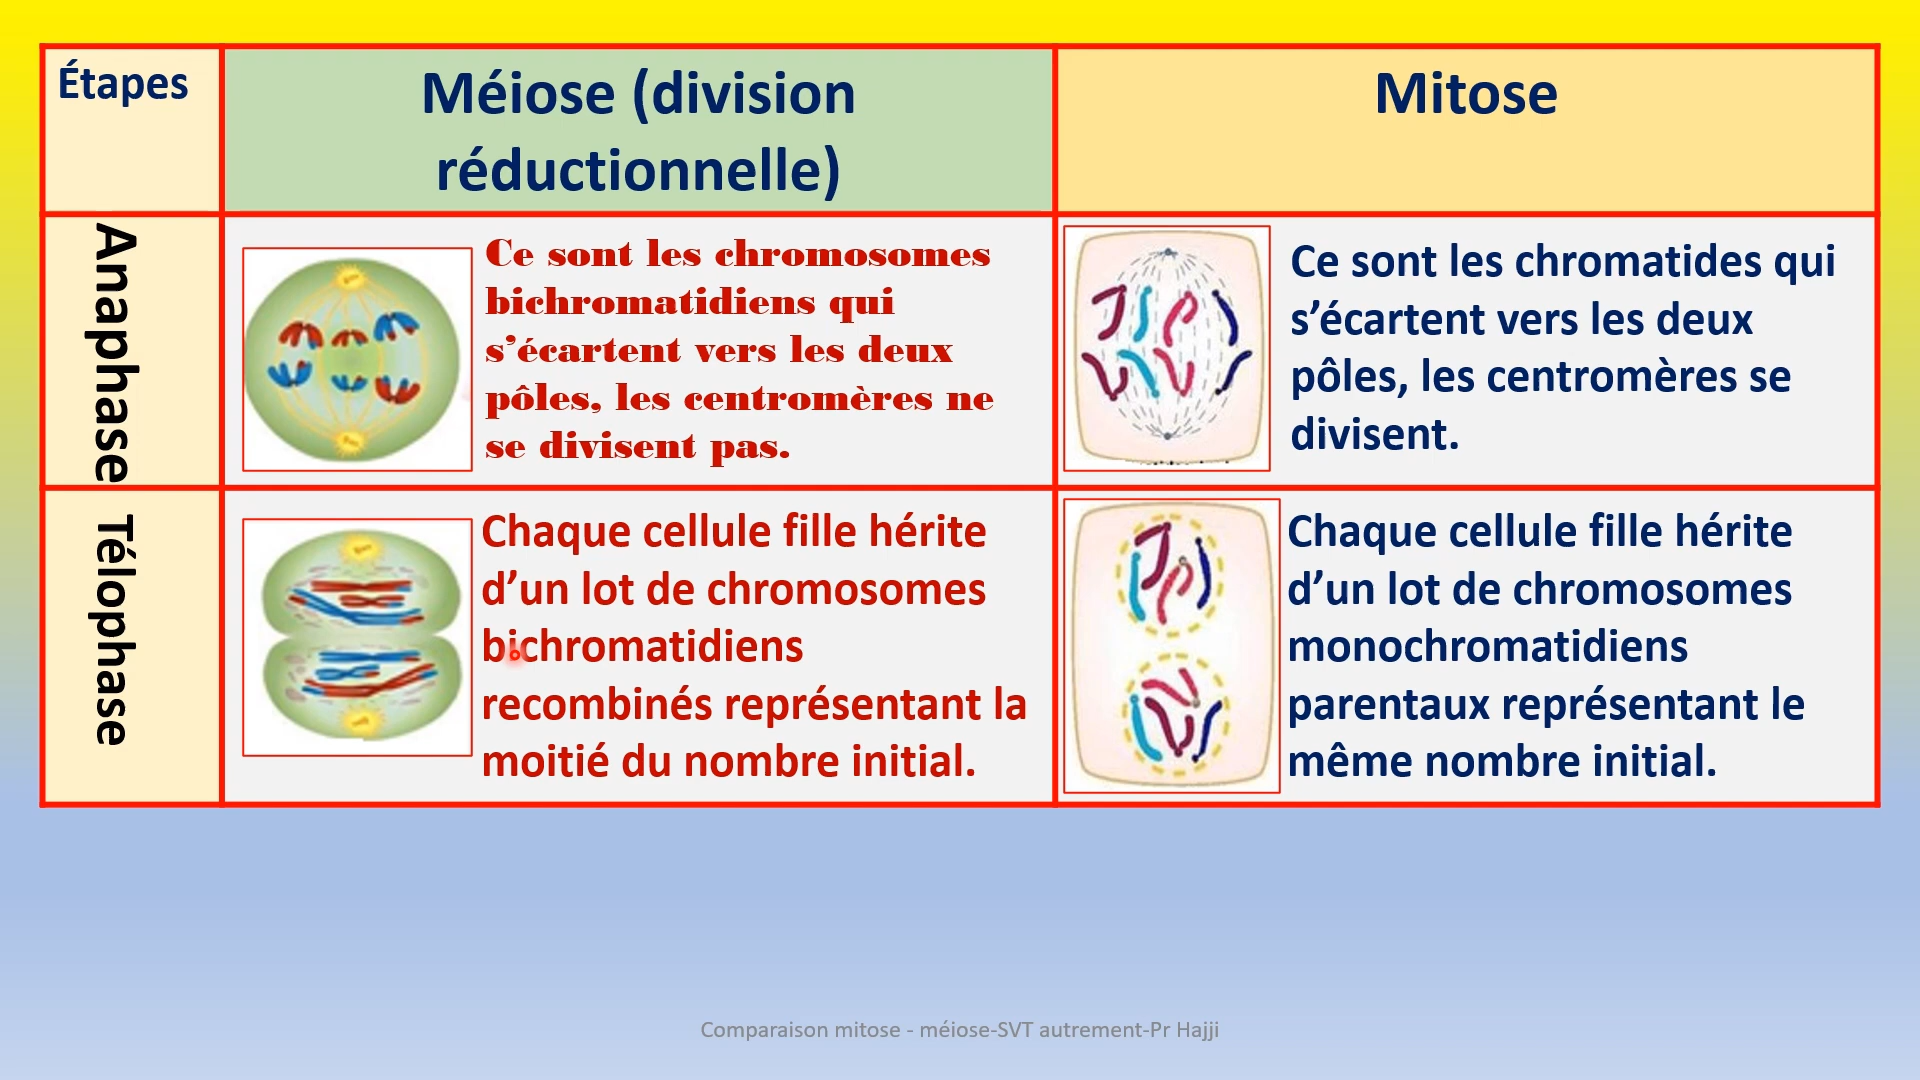 Étapes
Méiose (division
réductionnelle)
Mitose
Anaphase
Ce sont les chromosomes
bichromatidiens qui
s’écartent vers les deux
pôles, les centromères ne
se divisent pas.
Ce sont les chromatides qui
s’écartent vers les deux
pôles, les centromères se
divisent.
Télophase
Chaque cellule fille hérite
d’un lot de chromosomes
bichromatidiens
recombinés représentant la
moitié du nombre initial.
Chaque cellule fille hérite
d’un lot de chromosomes
monochromatidiens
parentaux représentant le
même nombre initial.
Comparaison mitose - méiose-SVT autrement-Pr Hajji